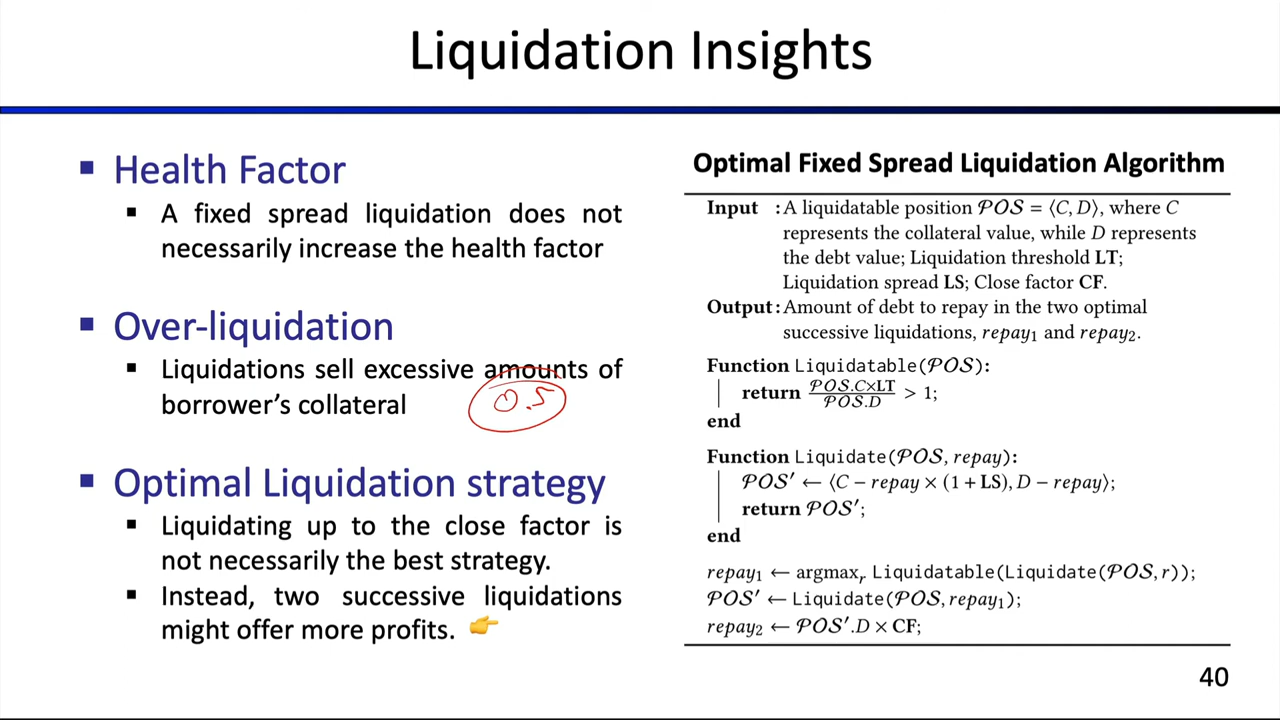 Liquidation Insights
▪ Health Factor
▪ A fixed spread liquidation does not
necessarily increase the health factor
▪ Over-liquidation
▪ Liquidations sell excessive amounts of
borrower's collateral
0.5
▪ Optimal Liquidation strategy
▪ Liquidating up to the close factor is
not necessarily the best strategy.
▪ Instead, two successive liquidations
might offer more profits. 👉
Optimal Fixed Spread Liquidation Algorithm
Input : A liquidatable position 𝒫𝒪𝒮 = ⟨C, D⟩, where C
represents the collateral value, while D represents
the debt value; Liquidation threshold LT;
Liquidation spread LS; Close factor CF.
Output: Amount of debt to repay in the two optimal
successive liquidations, repay₁ and repay₂.
Function Liquidatable(𝒫𝒪𝒮):
return 𝒫𝒪𝒮.C×LT / 𝒫𝒪𝒮.D > 1;
end
Function Liquidate(𝒫𝒪𝒮, repay):
𝒫𝒪𝒮′ ← ⟨C − repay × (1 + LS), D − repay⟩;
return 𝒫𝒪𝒮′;
end
repay₁ ← argmaxᵣ Liquidatable(Liquidate(𝒫𝒪𝒮, r));
𝒫𝒪𝒮′ ← Liquidate(𝒫𝒪𝒮, repay₁);
repay₂ ← 𝒫𝒪𝒮′.D × CF;
40